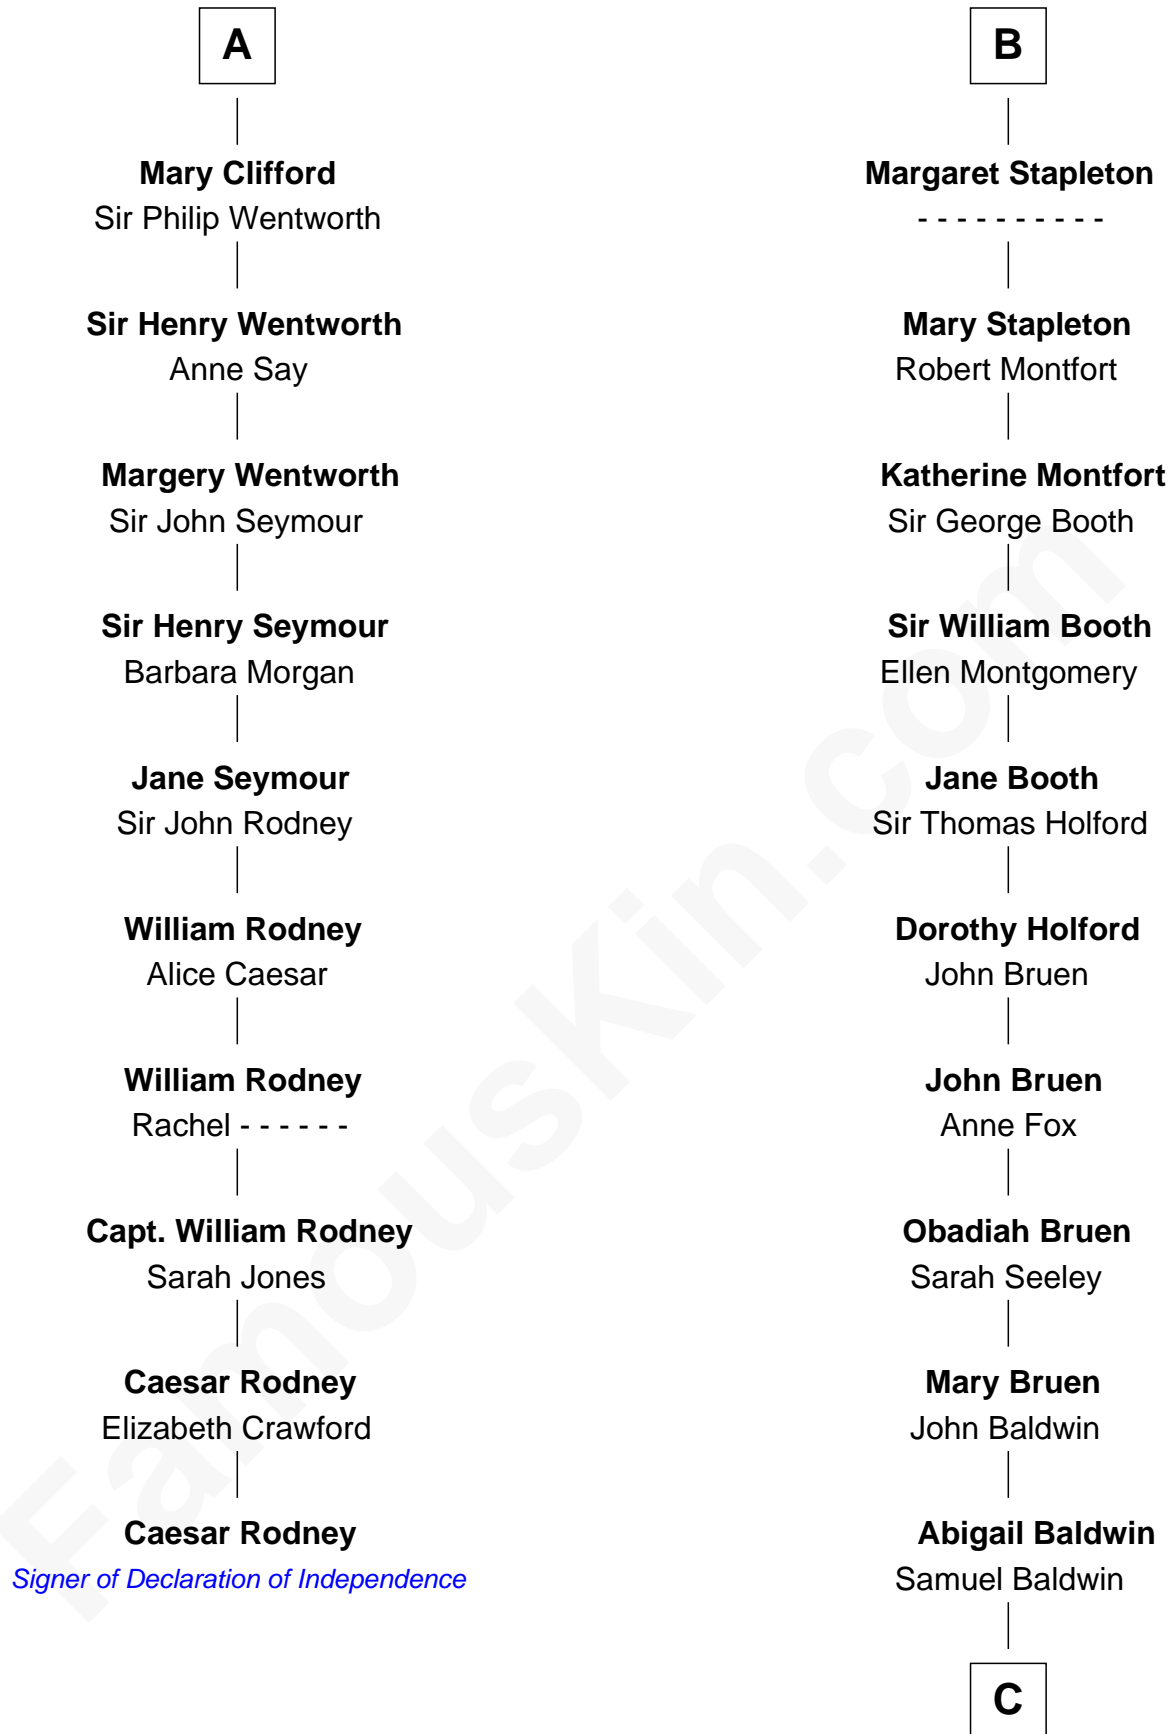 A
Mary Clifford
Sir Philip Wentworth
Sir Henry Wentworth
Anne Say
Margery Wentworth
Sir John Seymour
Sir Henry Seymour
Barbara Morgan
Jane Seymour
Sir John Rodney
William Rodney
Alice Caesar
William Rodney
Rachel - - - - - -
Capt. William Rodney
Sarah Jones
Caesar Rodney
Elizabeth Crawford
Caesar Rodney
Signer of Declaration of Independence
B
Margaret Stapleton
- - - - - - - - - -
Mary Stapleton
Robert Montfort
Katherine Montfort
Sir George Booth
Sir William Booth
Ellen Montgomery
Jane Booth
Sir Thomas Holford
Dorothy Holford
John Bruen
John Bruen
Anne Fox
Obadiah Bruen
Sarah Seeley
Mary Bruen
John Baldwin
Abigail Baldwin
Samuel Baldwin
C
FamousKin.com